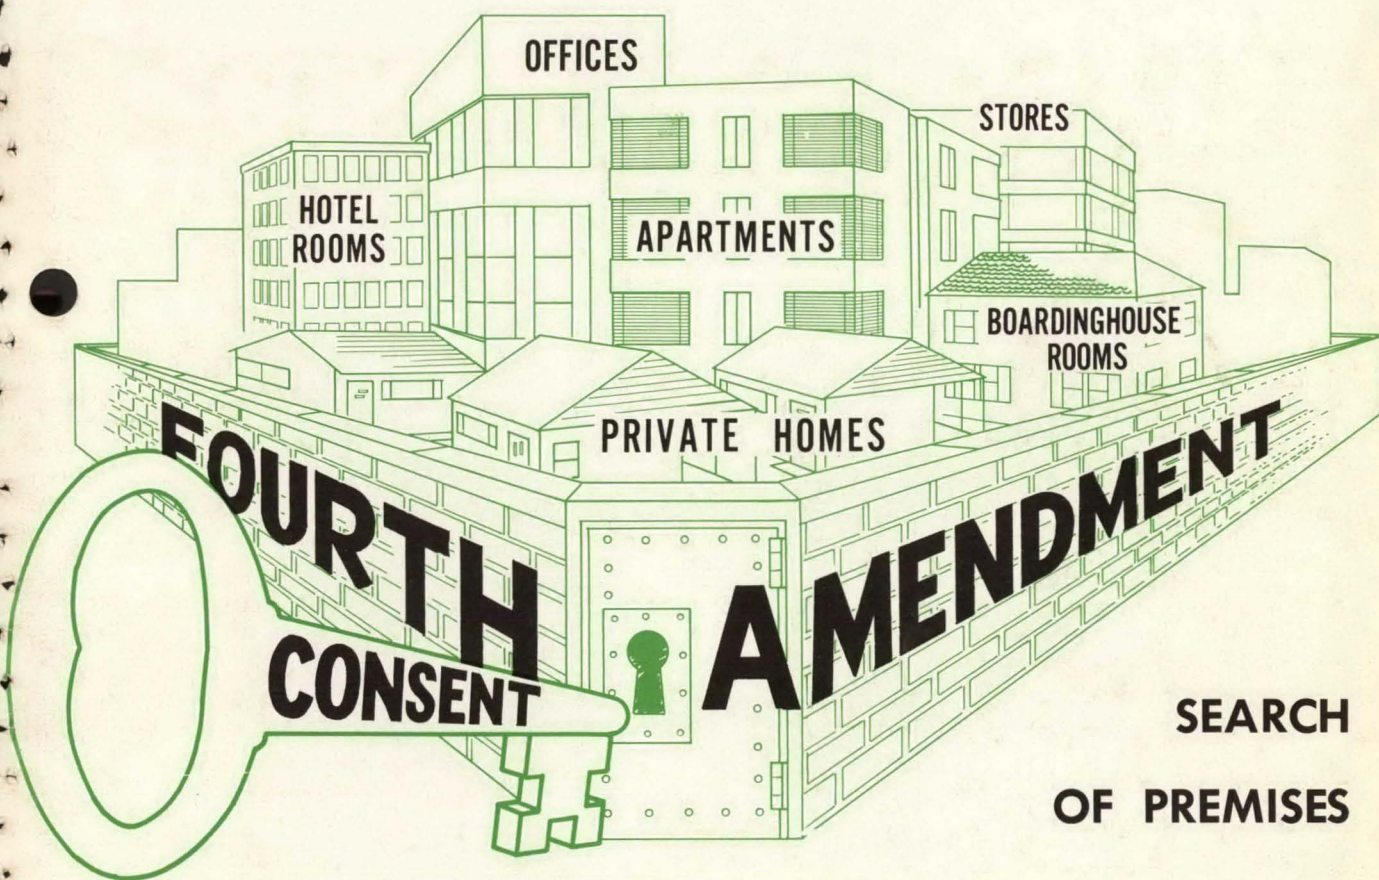 OFFICES
STORES
HOTEL
ROOMS
APARTMENTS
BOARDINGHOUSE
ROOMS
PRIVATE HOMES
FOURTH
AMENDMENT
CONSENT
SEARCH
OF PREMISES